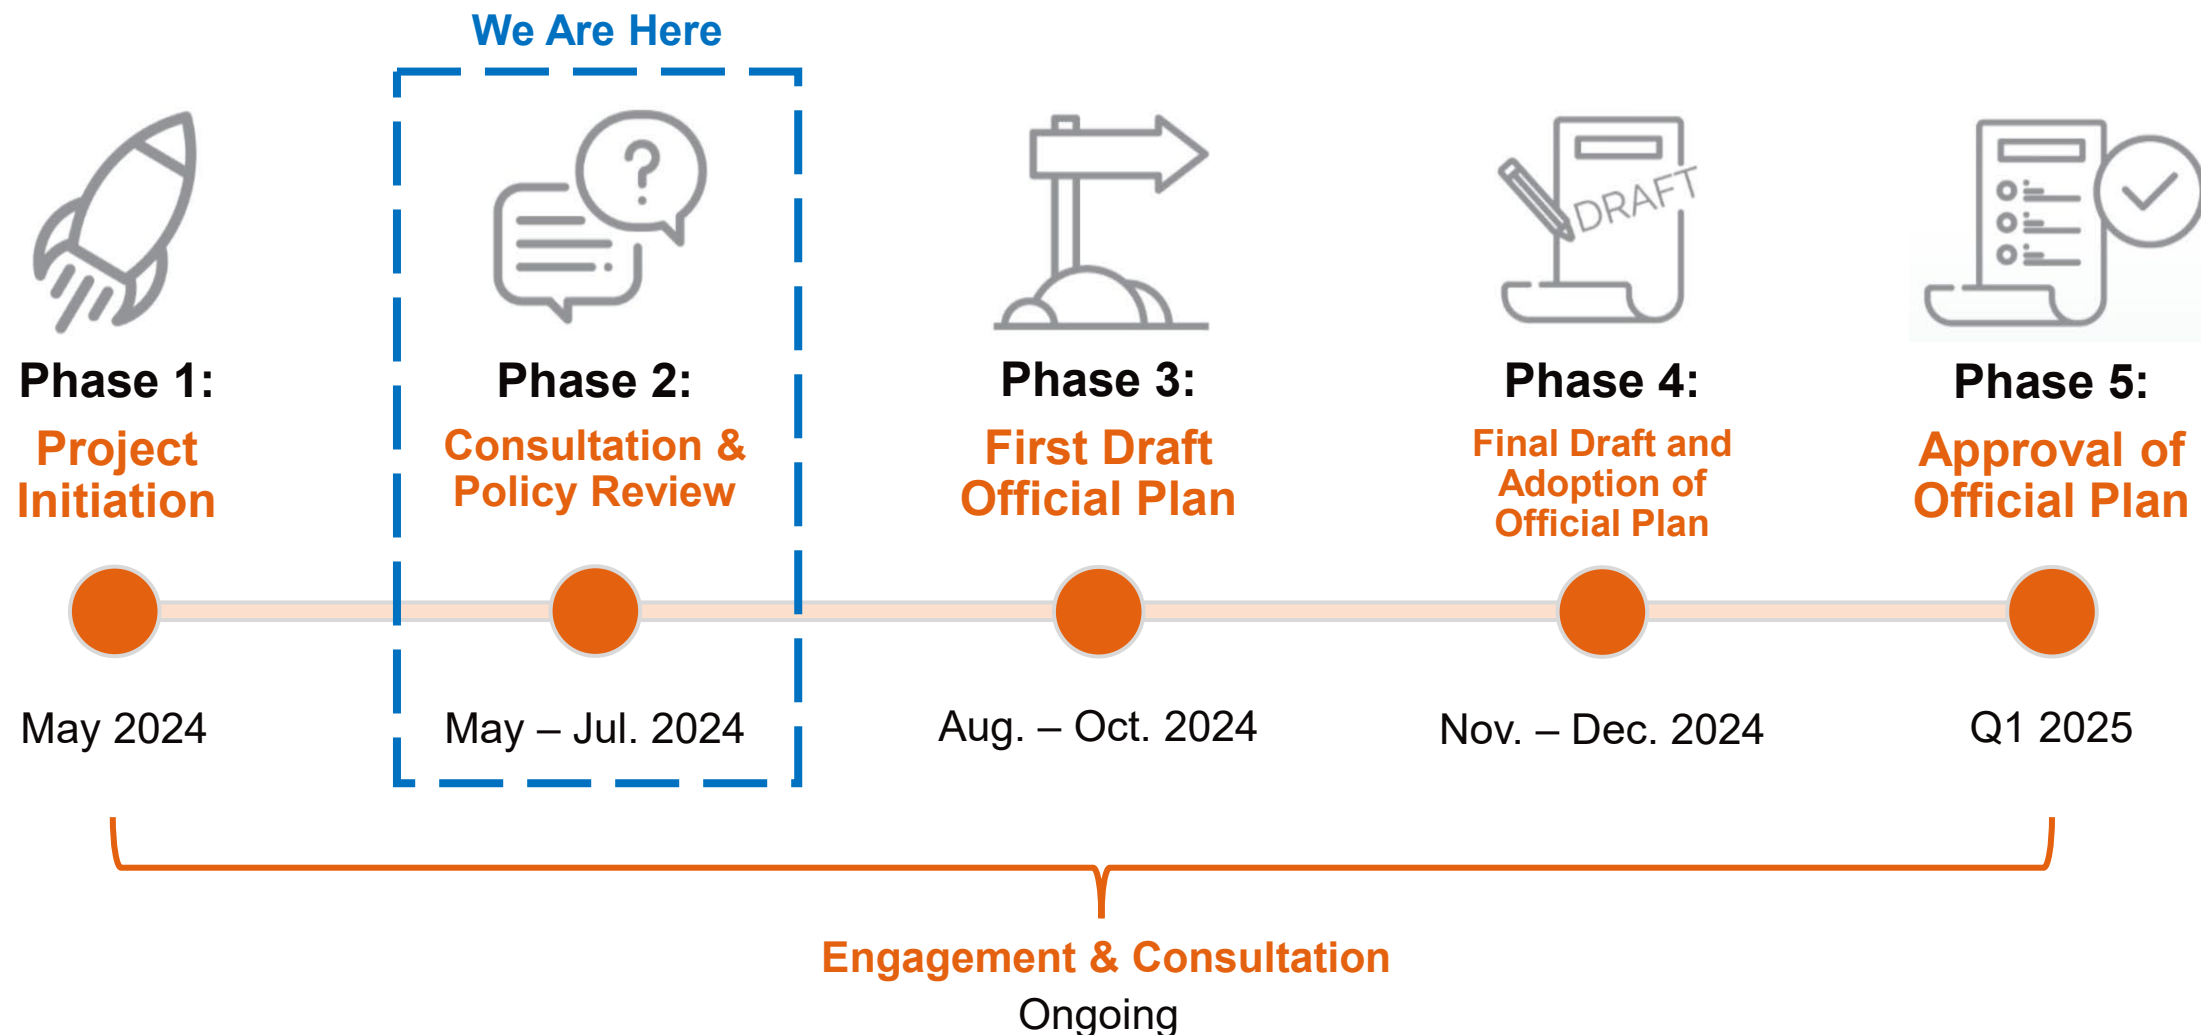 We Are Here
?
DRAFT
Phase 1:
Project
Initiation
May 2024
Phase 2:
Consultation &
Policy Review
May – Jul. 2024
Phase 3:
First Draft
Official Plan
Aug. – Oct. 2024
Phase 4:
Final Draft and
Adoption of
Official Plan
Nov. – Dec. 2024
Phase 5:
Approval of
Official Plan
Q1 2025
Engagement & Consultation
Ongoing